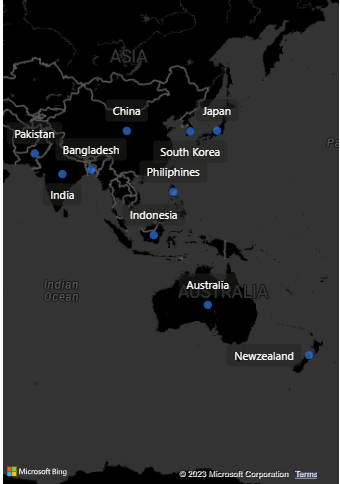 ASIA
China
Japan
Pakistan
Bangladesh
South Korea
Philiphines
India
Indonesia
Indian
Ocean
Australia
AUSTRALIA
Newzealand
Microsoft Bing
© 2023 Microsoft Corporation Terms